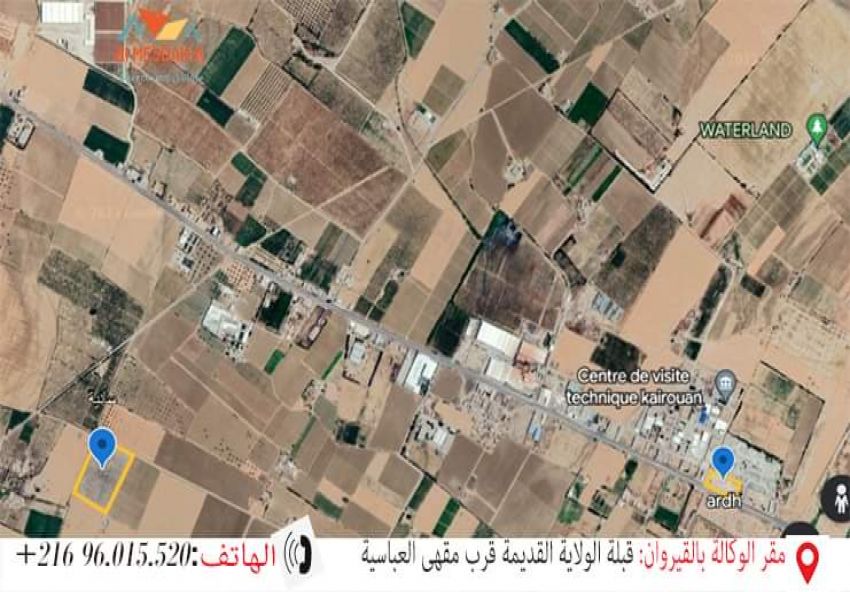 WATERLAND
Centre de visite
technique kairouan
سانية
ardh
مقر الوكالة بالقيروان: قبلة الولاية القديمة قرب مقهى العباسية
الهاتف:+216 96.015.520